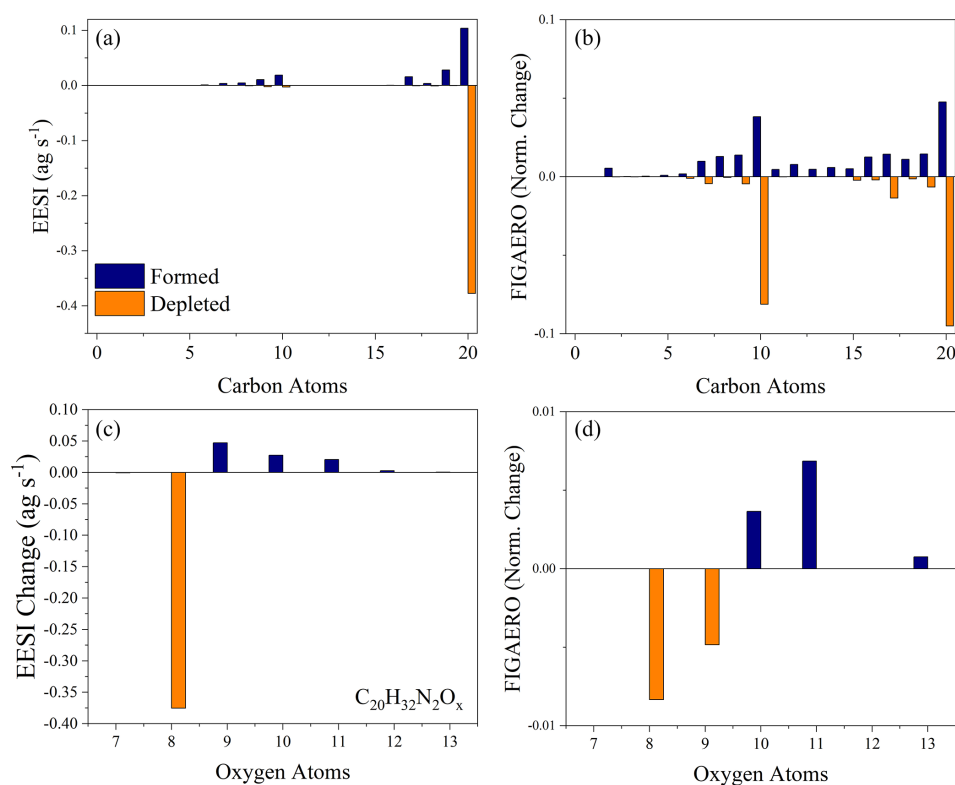 (a)
0.1
0.0
-0.1
-0.2
-0.3
-0.4
EESI (ag s⁻¹)
Formed
Depleted
0 5 10 15 20
Carbon Atoms
(b)
0.1
0.0
-0.1
FIGAERO (Norm. Change)
0 5 10 15 20
Carbon Atoms
(c)
0.10
0.05
0.00
-0.05
-0.10
-0.15
-0.20
-0.25
-0.30
-0.35
-0.40
EESI Change (ag s⁻¹)
C₂₀H₃₂N₂Oₓ
7 8 9 10 11 12 13
Oxygen Atoms
(d)
0.01
0.00
-0.01
FIGAERO (Norm. Change)
7 8 9 10 11 12 13
Oxygen Atoms